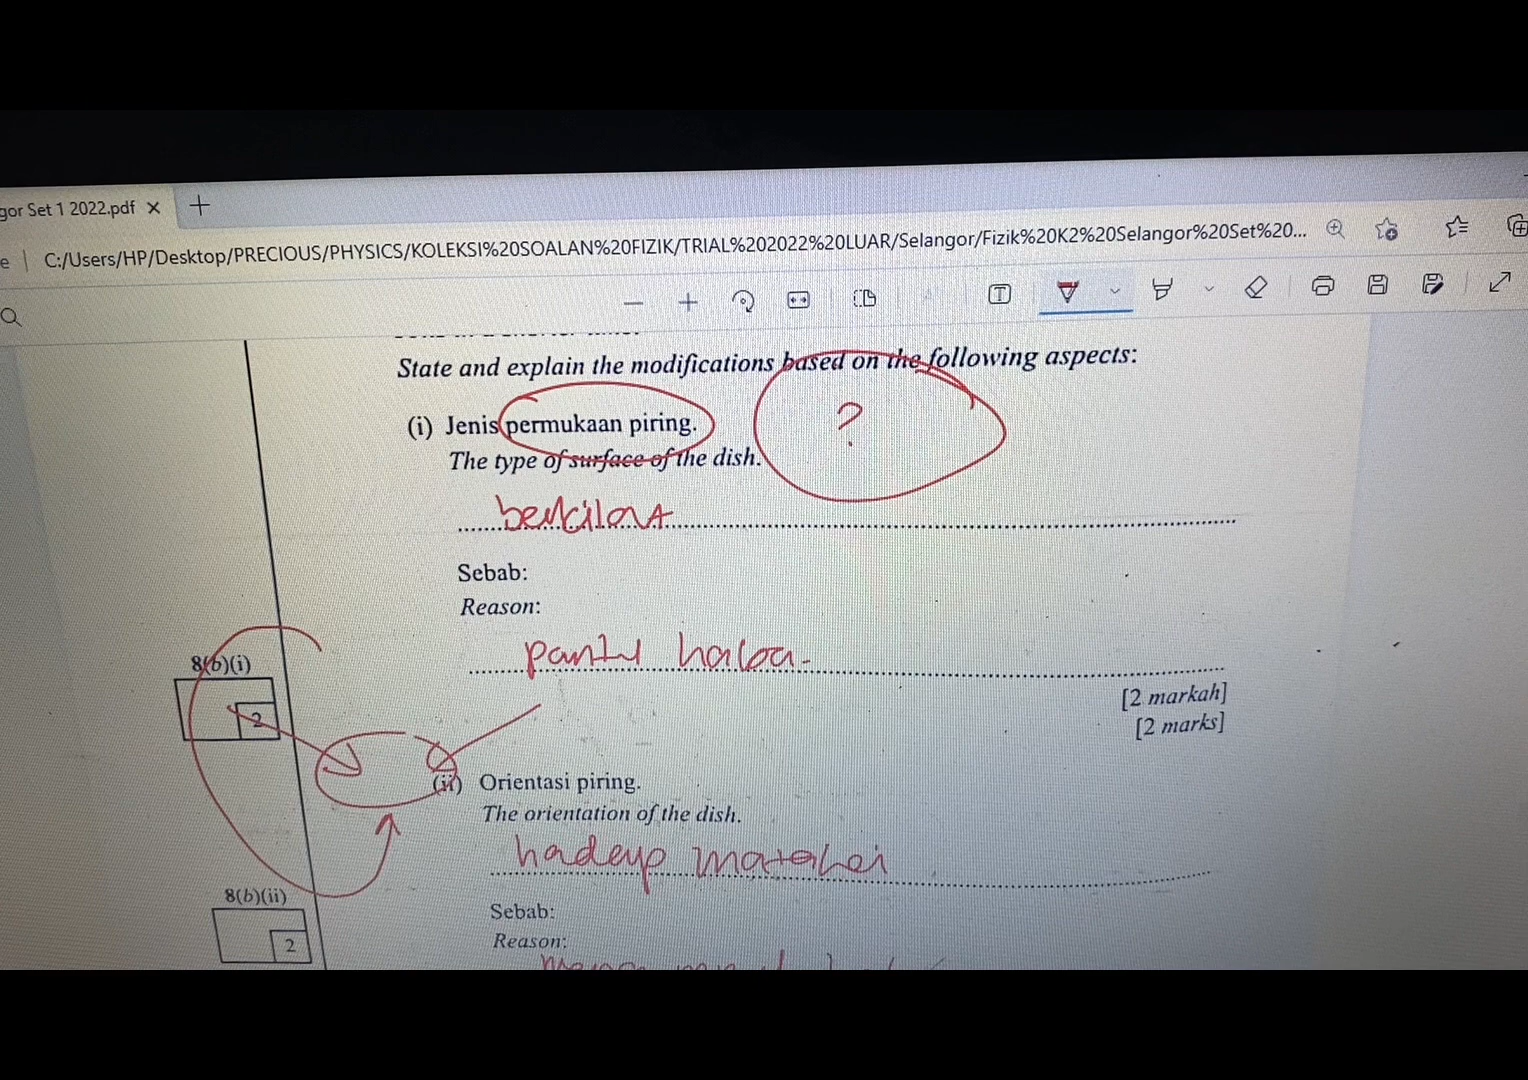 gor Set 1 2022.pdf
e | C:/Users/HP/Desktop/PRECIOUS/PHYSICS/KOLEKSI%20SOALAN%20FIZIK/TRIAL%202022%20LUAR/Selangor/Fizik%20K2%20Selangor%20Set%20...
State and explain the modifications based on the following aspects:
?
(i) Jenis permukaan piring.
The type of surface of the dish.
berkilat
Sebab:
Reason:
8(b)(i)
2
haba
[2 markah]
[2 marks]
(ii) Orientasi piring.
The orientation of the dish.
hadap matahari
8(b)(ii)
2
Sebab:
Reason: